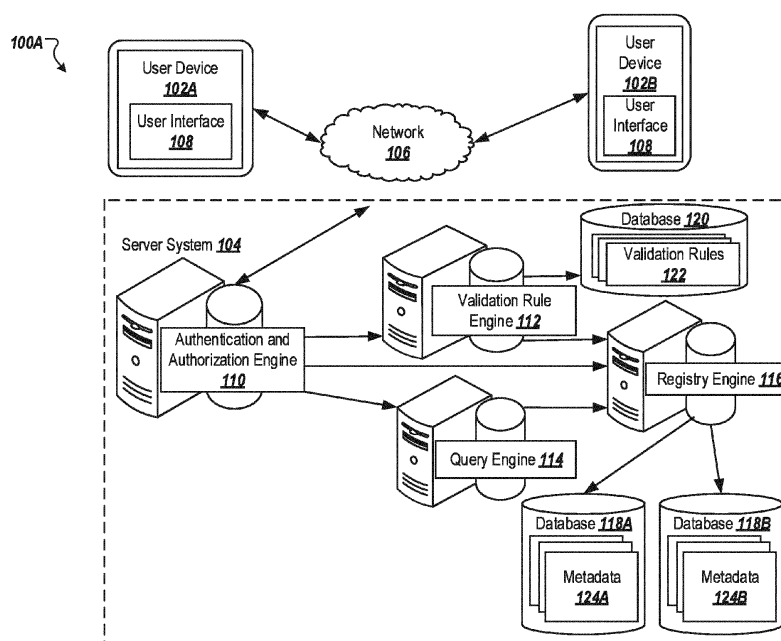 100A
User Device
102A
User Interface
108
Network
106
User
Device
102B
User
Interface
108
Server System 104
Database 120
Validation Rules
122
Validation Rule
Engine 112
Authentication and
Authorization Engine
110
Registry Engine 116
Query Engine 114
Database 118A
Metadata
124A
Database 118B
Metadata
124B